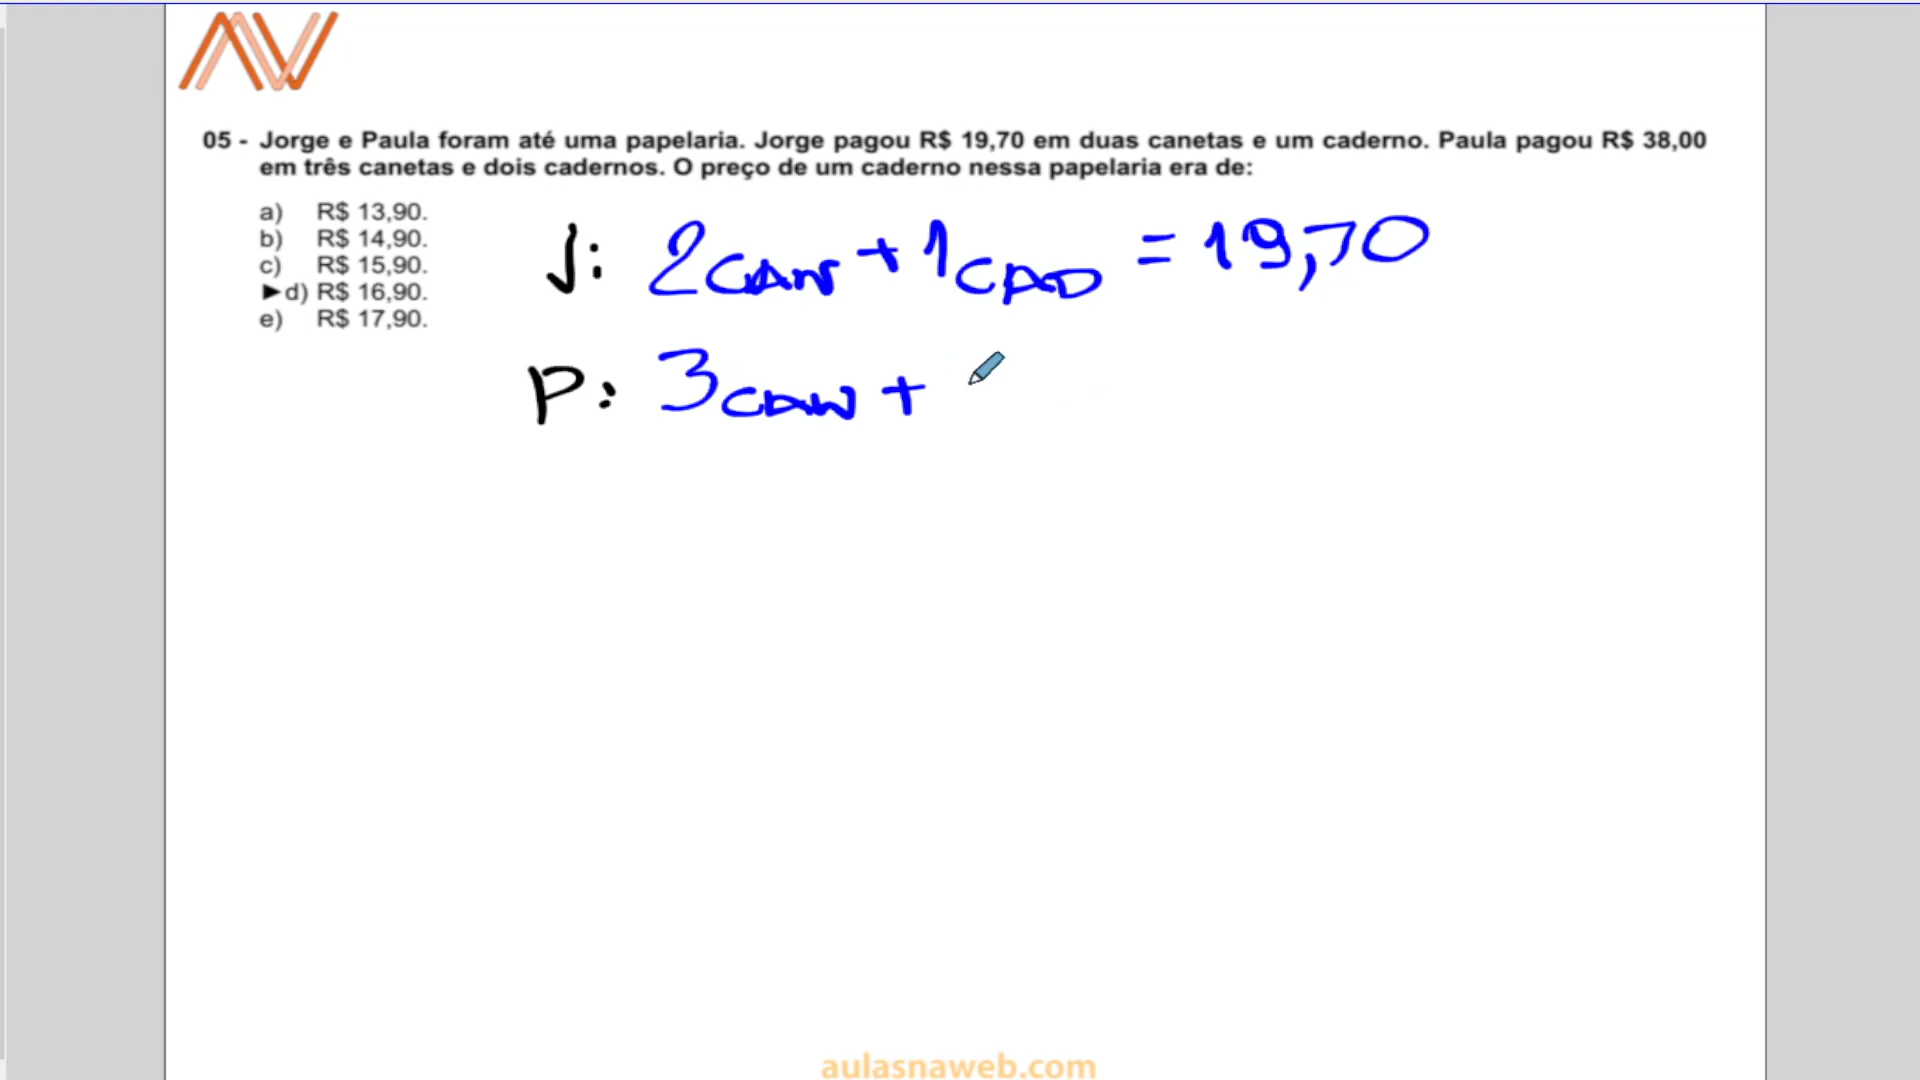 05 - Jorge e Paula foram até uma papelaria. Jorge pagou R$ 19,70 em duas canetas e um caderno. Paula pagou R$ 38,00
em três canetas e dois cadernos. O preço de um caderno nessa papelaria era de:
a) R$ 13,90.
b) R$ 14,90.
c) R$ 15,90.
►d) R$ 16,90.
e) R$ 17,90.
J: 2CAN + 1CAD = 19,70
P: 3CAN +
aulasnaweb.com